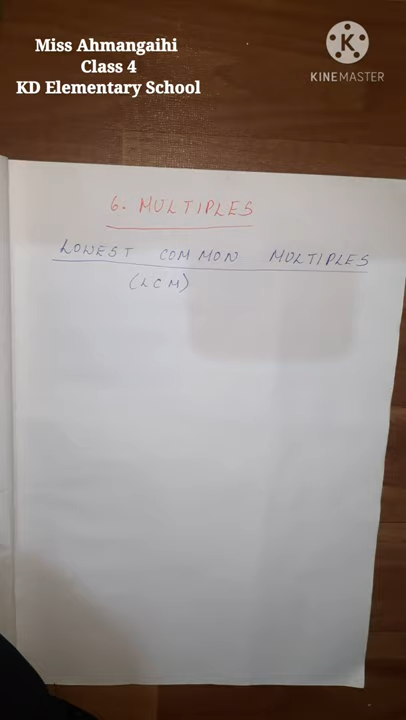 Miss Ahmangaihi
Class 4
KD Elementary School
KINEMASTER
6. MULTIPLES
LOWEST COMMON MULTIPLES
(LCM)